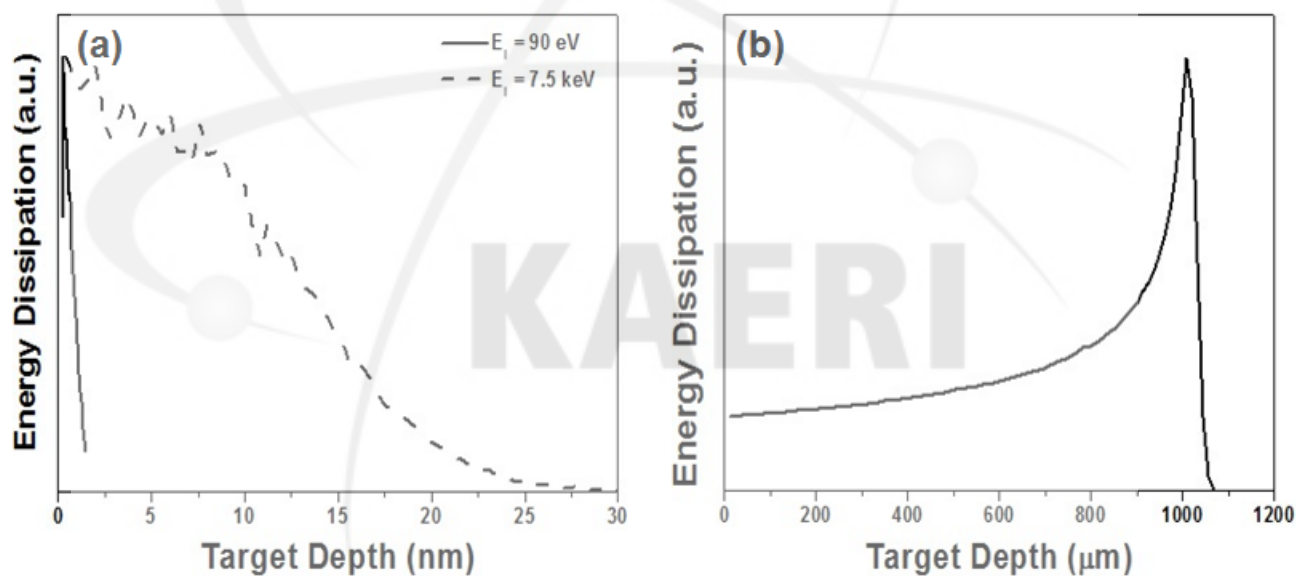 (a)
E_I = 90 eV
E_I = 7.5 keV
Energy Dissipation (a.u.)
0 5 10 15 20 25 30
Target Depth (nm)
(b)
Energy Dissipation (a.u.)
0 200 400 600 800 1000 1200
Target Depth (μm)
KAERI